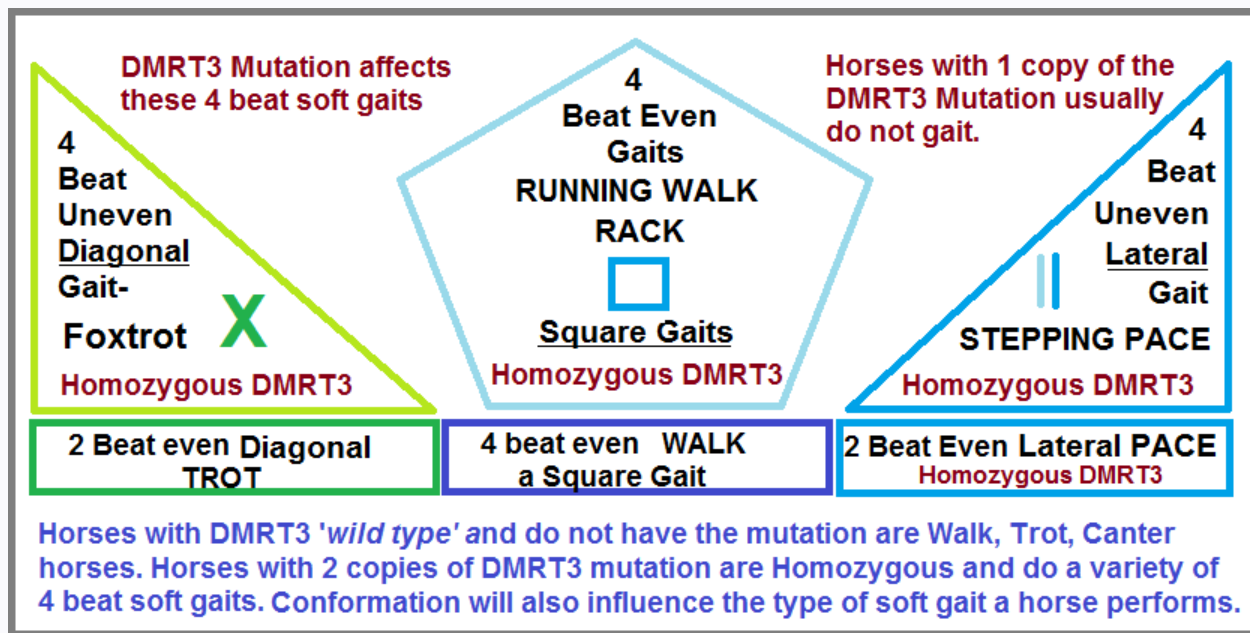 DMRT3 Mutation affects
these 4 beat soft gaits
4
Beat
Uneven
Diagonal
Gait-
Foxtrot X
Homozygous DMRT3
4
Beat Even
Gaits
RUNNING WALK
RACK
Square Gaits
Homozygous DMRT3
Horses with 1 copy of the
DMRT3 Mutation usually
do not gait.
4
Beat
Uneven
Lateral
Gait
STEPPING PACE
Homozygous DMRT3
2 Beat even Diagonal
TROT
4 beat even WALK
a Square Gait
2 Beat Even Lateral PACE
Homozygous DMRT3
Horses with DMRT3 'wild type' and do not have the mutation are Walk, Trot, Canter
horses. Horses with 2 copies of DMRT3 mutation are Homozygous and do a variety of
4 beat soft gaits. Conformation will also influence the type of soft gait a horse performs.